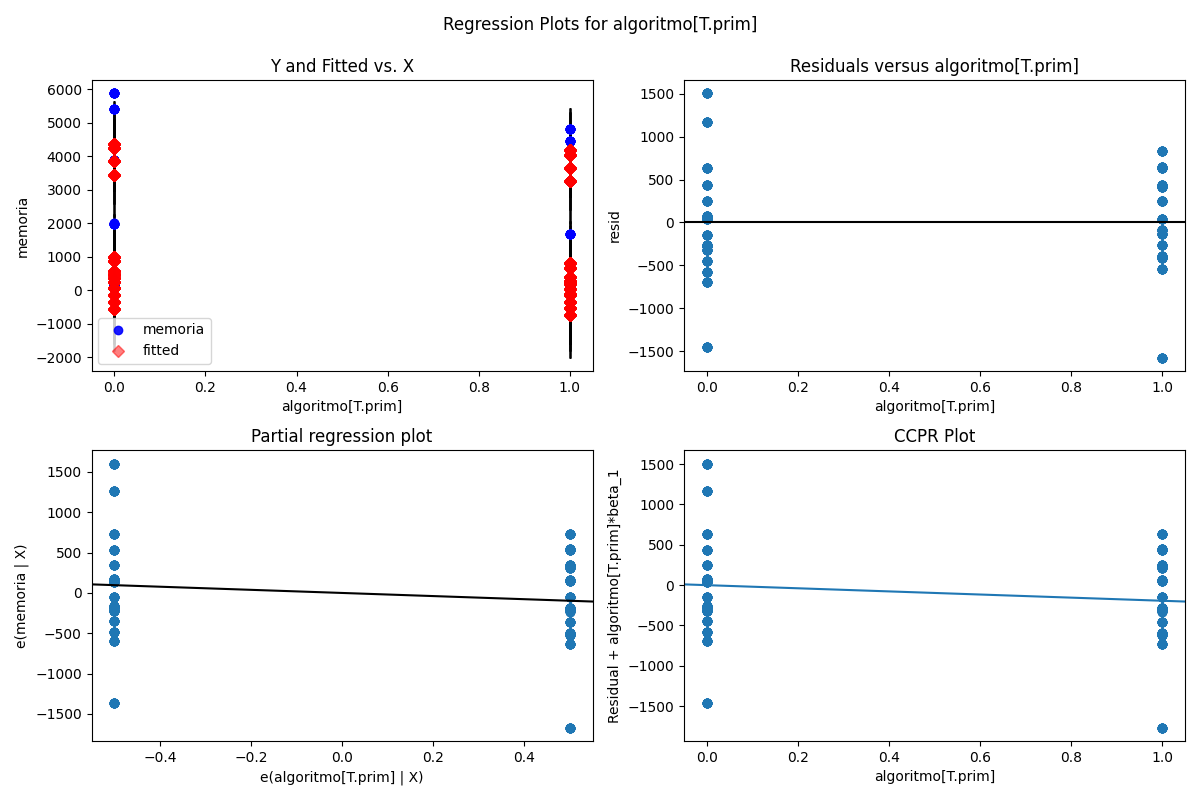 Regression Plots for algoritmo[T.prim]
Y and Fitted vs. X
memoria
6000
5000
4000
3000
2000
1000
0
−1000
−2000
memoria
fitted
0.0 0.2 0.4 0.6 0.8 1.0
algoritmo[T.prim]
Residuals versus algoritmo[T.prim]
resid
1500
1000
500
0
−500
−1000
−1500
0.0 0.2 0.4 0.6 0.8 1.0
algoritmo[T.prim]
Partial regression plot
e(memoria | X)
1500
1000
500
0
−500
−1000
−1500
−0.4 −0.2 0.0 0.2 0.4
e(algoritmo[T.prim] | X)
CCPR Plot
Residual + algoritmo[T.prim]*beta_1
1500
1000
500
0
−500
−1000
−1500
0.0 0.2 0.4 0.6 0.8 1.0
algoritmo[T.prim]